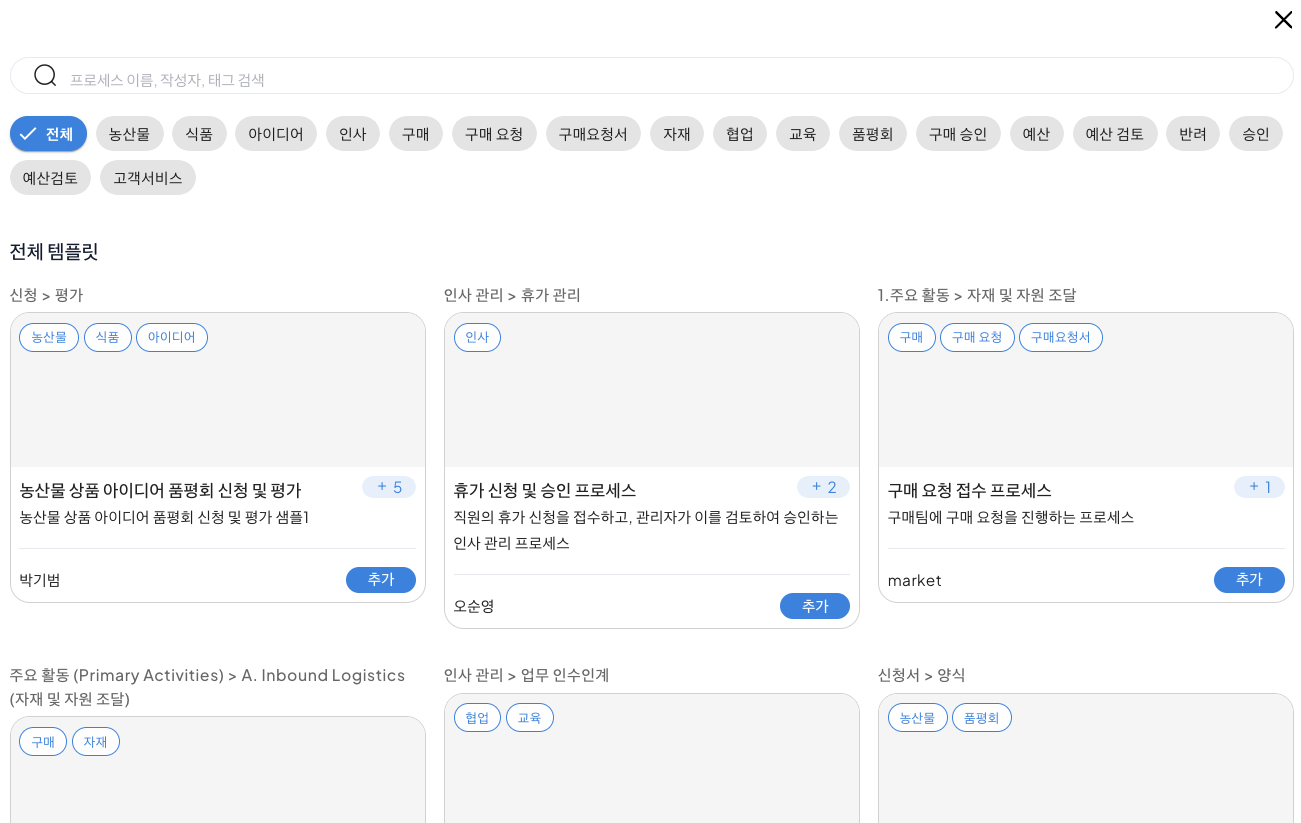 프로세스 이름, 작성자, 태그 검색
전체 농산물 식품 아이디어 인사 구매 구매 요청 구매요청서 자재 협업 교육 품평회 구매 승인 예산 예산 검토 반려 승인
예산검토 고객서비스
전체 템플릿
신청 > 평가
농산물 식품 아이디어
농산물 상품 아이디어 품평회 신청 및 평가
+ 5
농산물 상품 아이디어 품평회 신청 및 평가 샘플1
박기범
추가
인사 관리 > 휴가 관리
인사
휴가 신청 및 승인 프로세스
+ 2
직원의 휴가 신청을 접수하고, 관리자가 이를 검토하여 승인하는
인사 관리 프로세스
오순영
추가
1.주요 활동 > 자재 및 자원 조달
구매 구매 요청 구매요청서
구매 요청 접수 프로세스
+ 1
구매팀에 구매 요청을 진행하는 프로세스
market
추가
주요 활동 (Primary Activities) > A. Inbound Logistics
(자재 및 자원 조달)
구매 자재
인사 관리 > 업무 인수인계
협업 교육
신청서 > 양식
농산물 품평회